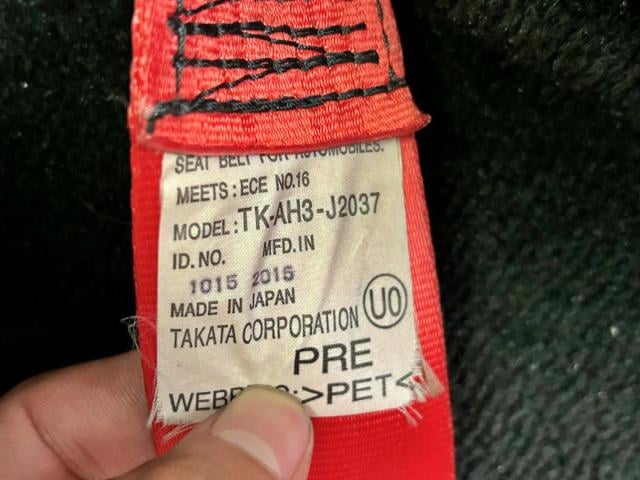 SEAT BELT FOR AUTOMOBILES.
MEETS: ECE NO.16
MODEL: TK-AH3-J2037
ID.NO. MFD.IN
1015 2015
MADE IN JAPAN
TAKATA CORPORATION UO
PRE
>PET<